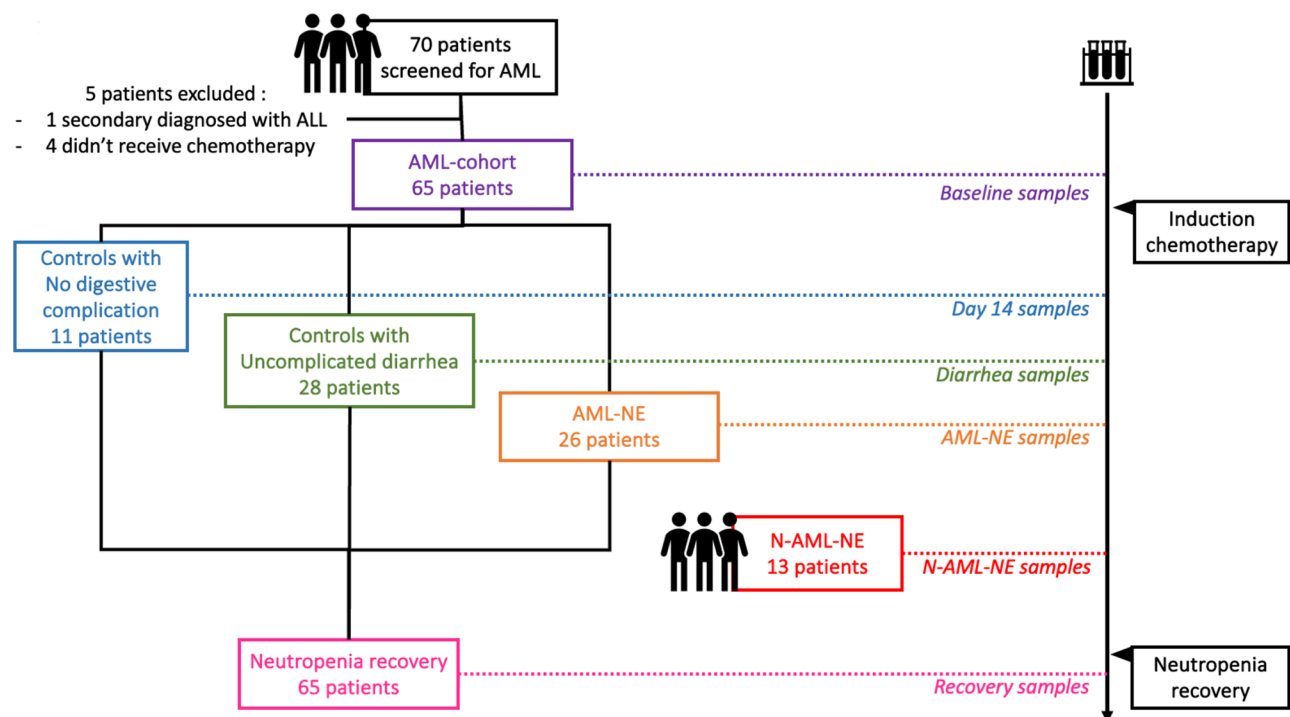 70 patients
screened for AML
5 patients excluded :
- 1 secondary diagnosed with ALL
- 4 didn't receive chemotherapy
AML-cohort
65 patients
Baseline samples
Induction
chemotherapy
Controls with
No digestive
complication
11 patients
Day 14 samples
Controls with
Uncomplicated diarrhea
28 patients
Diarrhea samples
AML-NE
26 patients
AML-NE samples
N-AML-NE
13 patients
N-AML-NE samples
Neutropenia recovery
65 patients
Recovery samples
Neutropenia
recovery